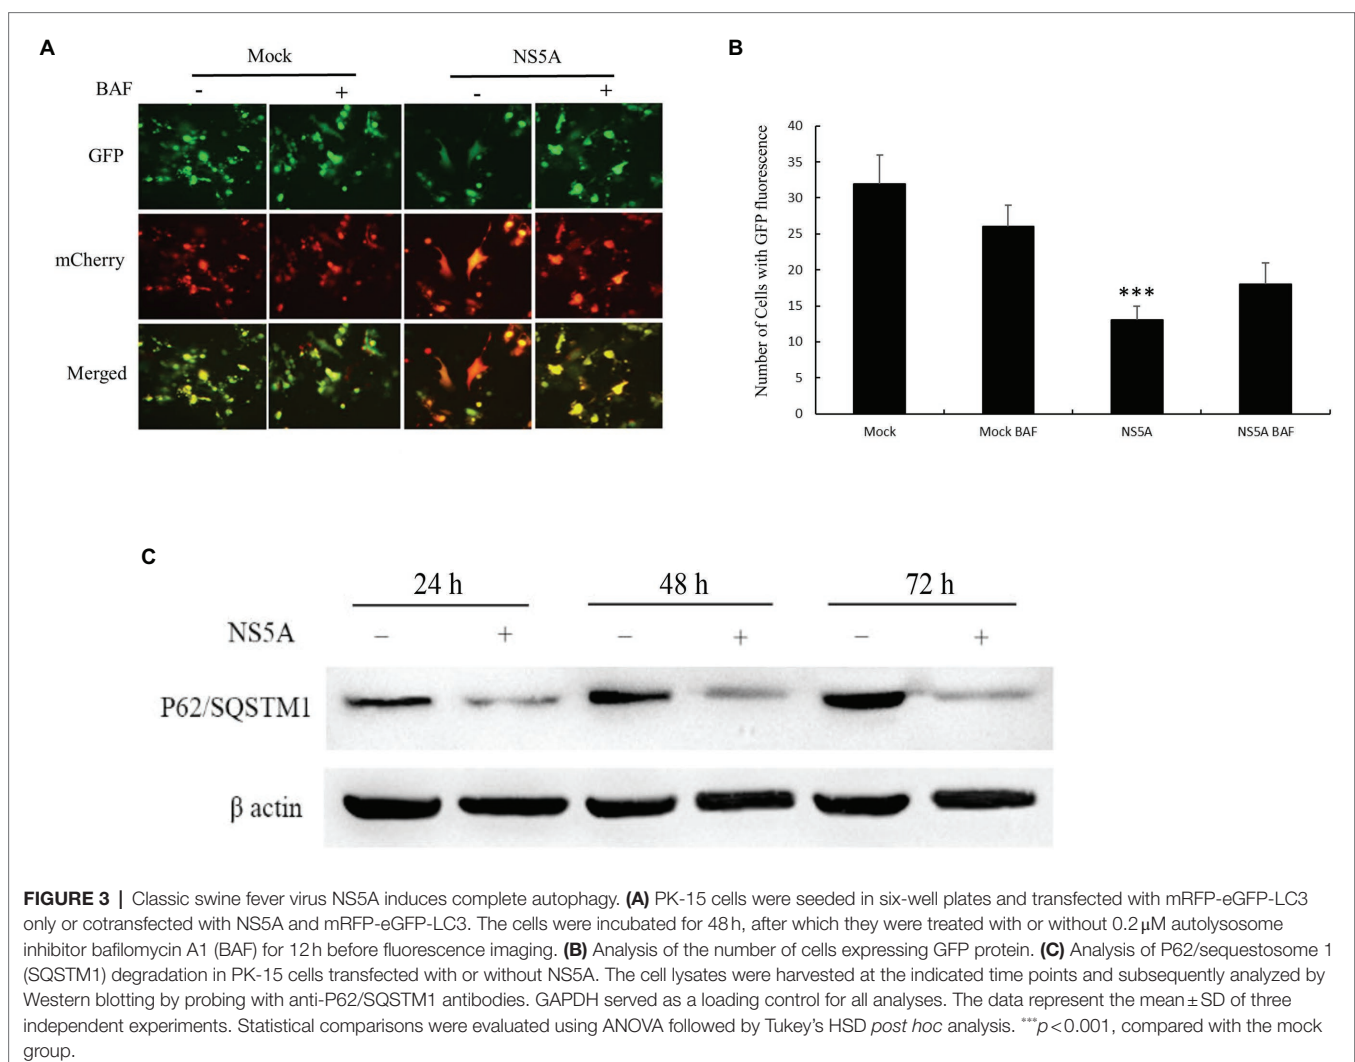 A
Mock
NS5A
BAF
- + - +
GFP
mCherry
Merged
B
Number of Cells with GFP fluorescence
40
35
30
25
20
15
10
5
0
***
Mock Mock BAF NS5A NS5A BAF
C
24 h 48 h 72 h
NS5A − + − + − +
P62/SQSTM1
β actin
FIGURE 3 | Classic swine fever virus NS5A induces complete autophagy. (A) PK-15 cells were seeded in six-well plates and transfected with mRFP-eGFP-LC3
only or cotransfected with NS5A and mRFP-eGFP-LC3. The cells were incubated for 48 h, after which they were treated with or without 0.2 μM autolysosome
inhibitor bafilomycin A1 (BAF) for 12 h before fluorescence imaging. (B) Analysis of the number of cells expressing GFP protein. (C) Analysis of P62/sequestosome 1
(SQSTM1) degradation in PK-15 cells transfected with or without NS5A. The cell lysates were harvested at the indicated time points and subsequently analyzed by
Western blotting by probing with anti-P62/SQSTM1 antibodies. GAPDH served as a loading control for all analyses. The data represent the mean ± SD of three
independent experiments. Statistical comparisons were evaluated using ANOVA followed by Tukey's HSD post hoc analysis. ***p < 0.001, compared with the mock
group.